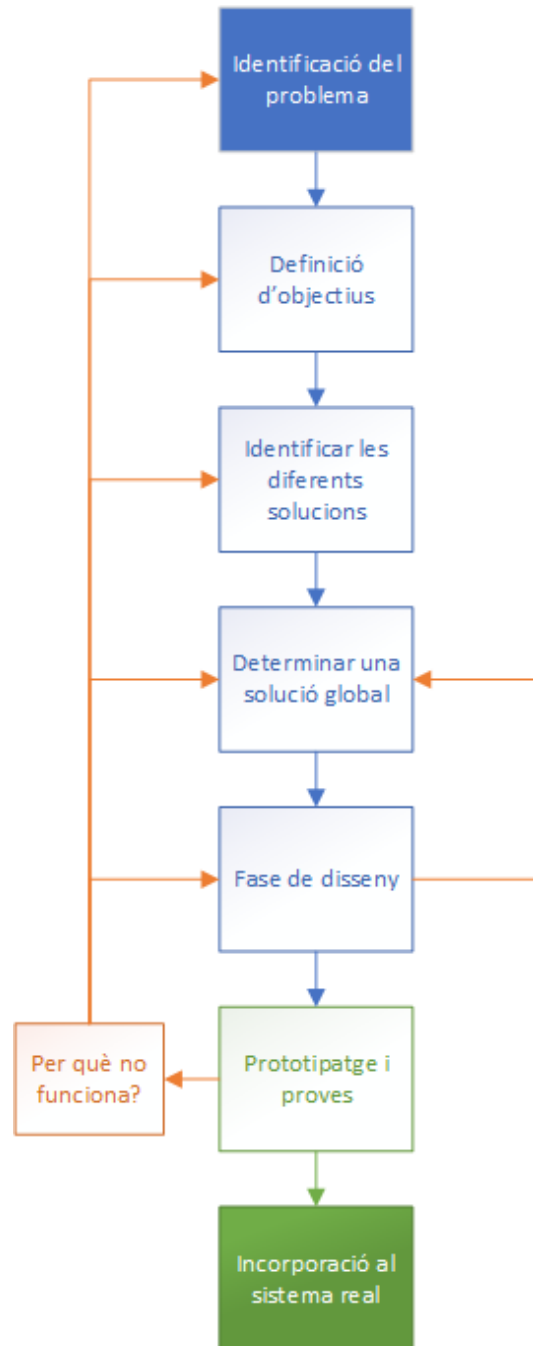 Identificació del
problema
Definició
d’objectius
Identificar les
diferents
solucions
Determinar una
solució global
Fase de disseny
Per què no
funciona?
Prototipatge i
proves
Incorporació al
sistema real